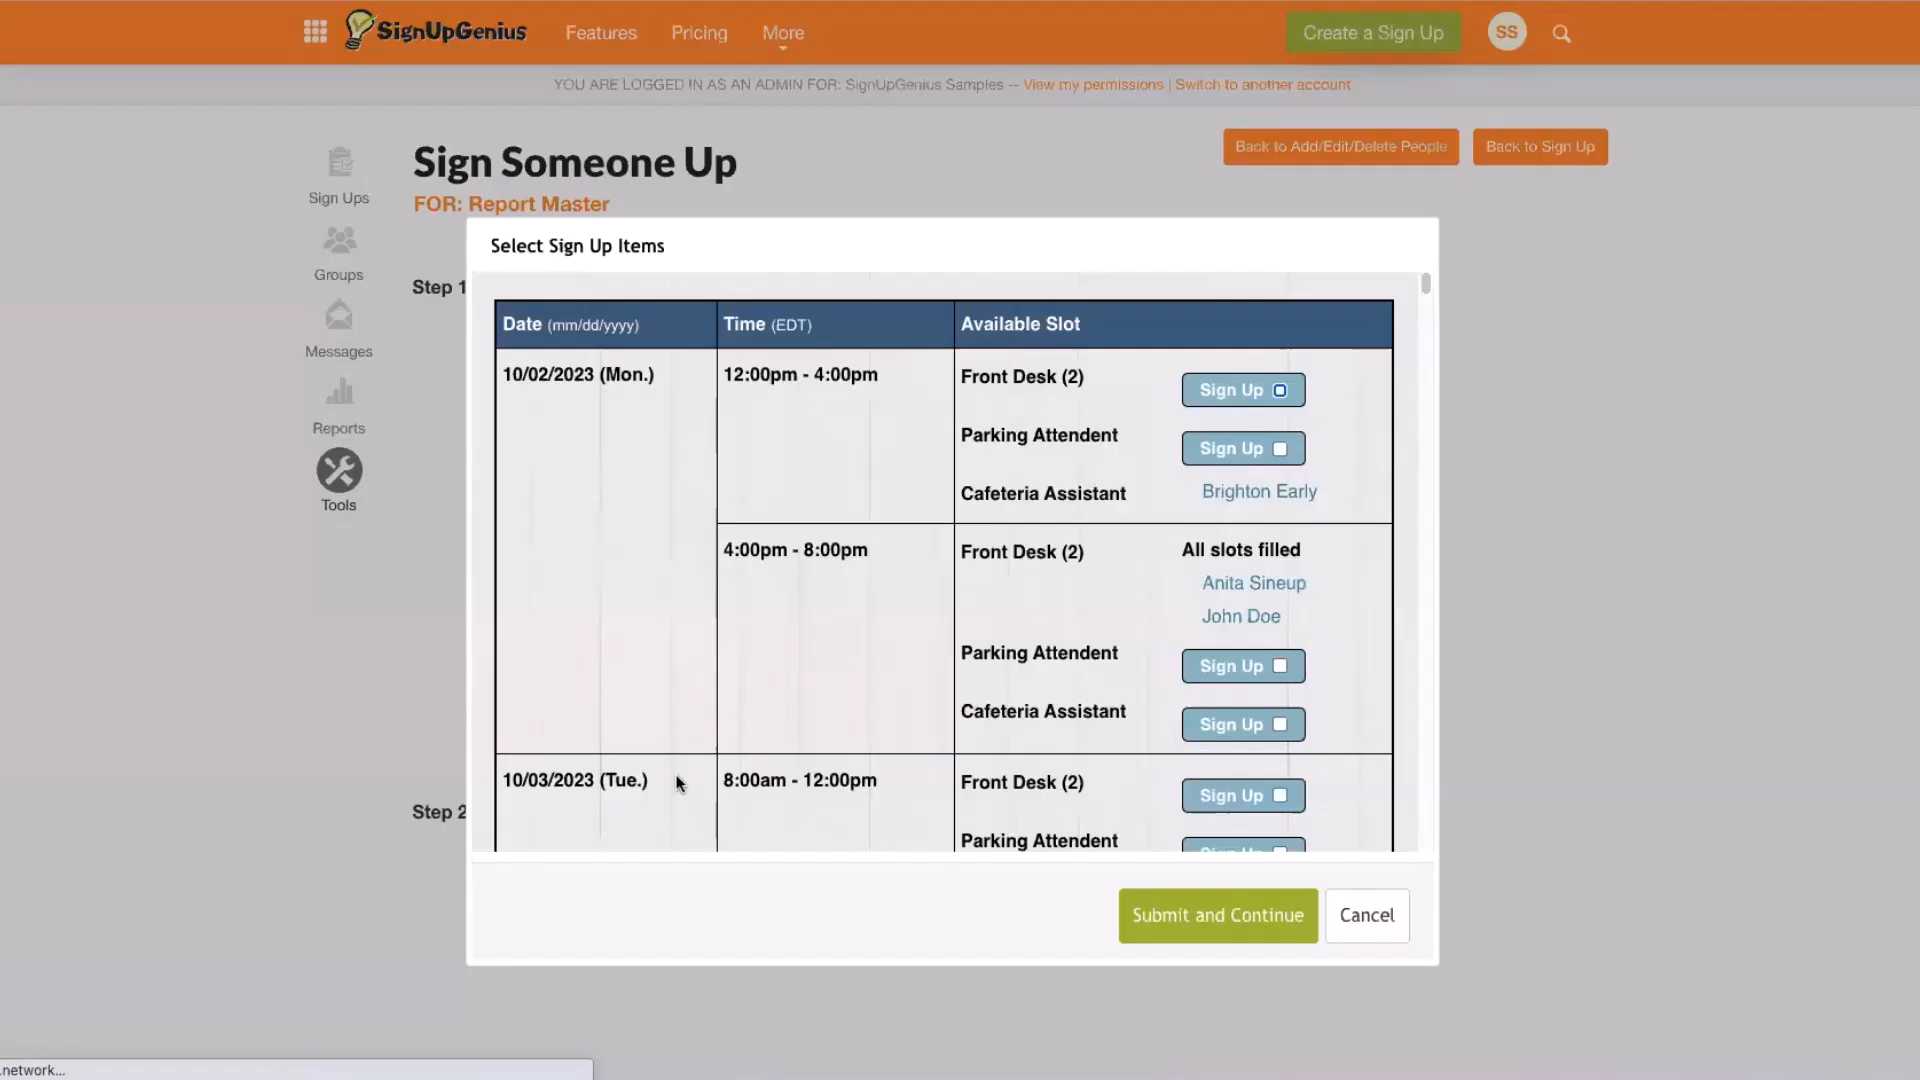 SignUpGenius Features Pricing More Create a Sign Up SS
YOU ARE LOGGED IN AS AN ADMIN FOR: SignUpGenius Samples -- View my permissions | Switch to another account
Sign Someone Up
Back to Add/Edit/Delete People Back to Sign Up
FOR: Report Master
Sign Ups
Groups
Messages
Reports
Tools
Step 1
Step 2
Select Sign Up Items
Date (mm/dd/yyyy) Time (EDT) Available Slot
10/02/2023 (Mon.) 12:00pm - 4:00pm Front Desk (2) Sign Up
Parking Attendent Sign Up
Cafeteria Assistant Brighton Early
4:00pm - 8:00pm Front Desk (2) All slots filled
Anita Sineup
John Doe
Parking Attendent Sign Up
Cafeteria Assistant Sign Up
10/03/2023 (Tue.) 8:00am - 12:00pm Front Desk (2) Sign Up
Parking Attendent Sign Up
Submit and Continue Cancel
.network...